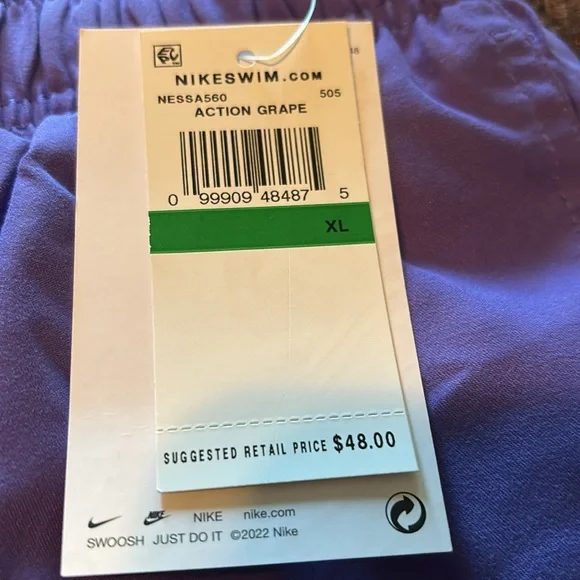 NIKESWIM.COM
NESSA560 505
ACTION GRAPE
0 99909 48487 5
XL
SUGGESTED RETAIL PRICE $48.00
NIKE nike.com
SWOOSH JUST DO IT ©2022 Nike